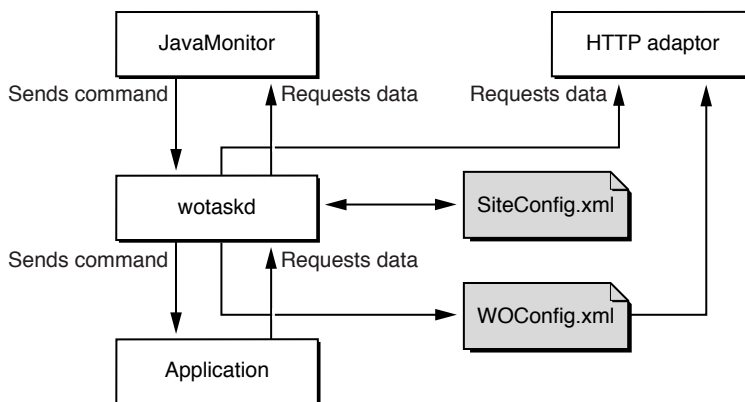 JavaMonitor
HTTP adaptor
Sends command
Requests data
Requests data
wotaskd
SiteConfig.xml
Sends command
Requests data
WOConfig.xml
Application